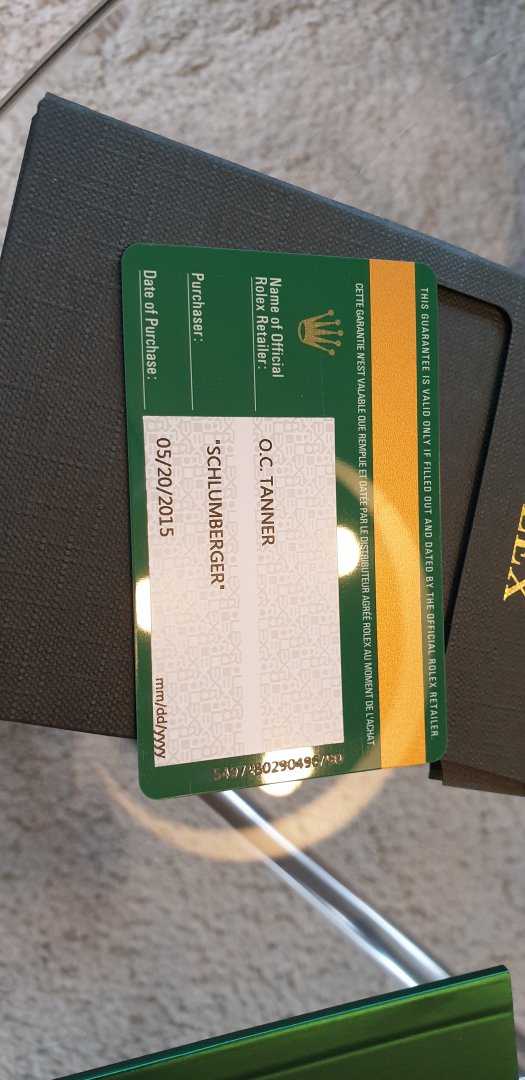 THIS GUARANTEE IS VALID ONLY IF FILLED OUT AND DATED BY THE OFFICIAL ROLEX RETAILER.
CETTE GARANTIE N'EST VALABLE QUE REMPLIE ET DATÉE PAR LE DISTRIBUTEUR AGRÉÉ ROLEX AU MOMENT DE L'ACHAT.
Name of Official
Rolex Retailer:
O.C. TANNER
Purchaser:
"SCHLUMBERGER"
Date of Purchase:
05/20/2015
mm/dd/yyyy